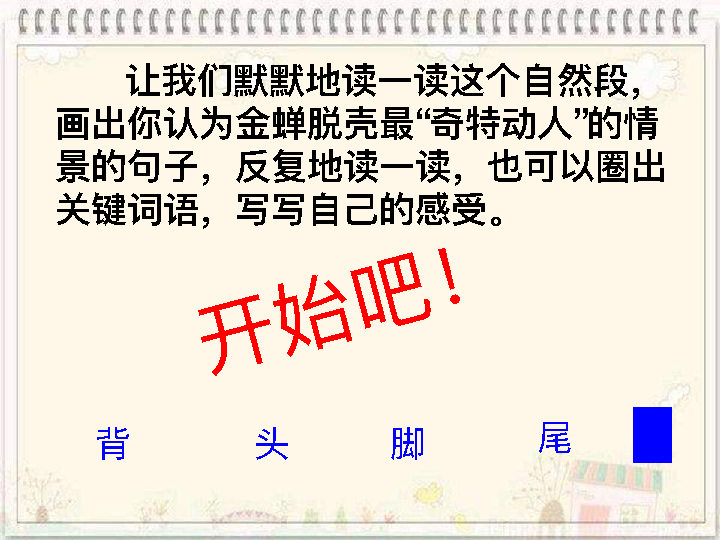 让我们默默地读一读这个自然段，
画出你认为金蝉脱壳最“奇特动人”的情
景的句子，反复地读一读，也可以圈出
关键词语，写写自己的感受。
开始吧！
背 头 脚 尾